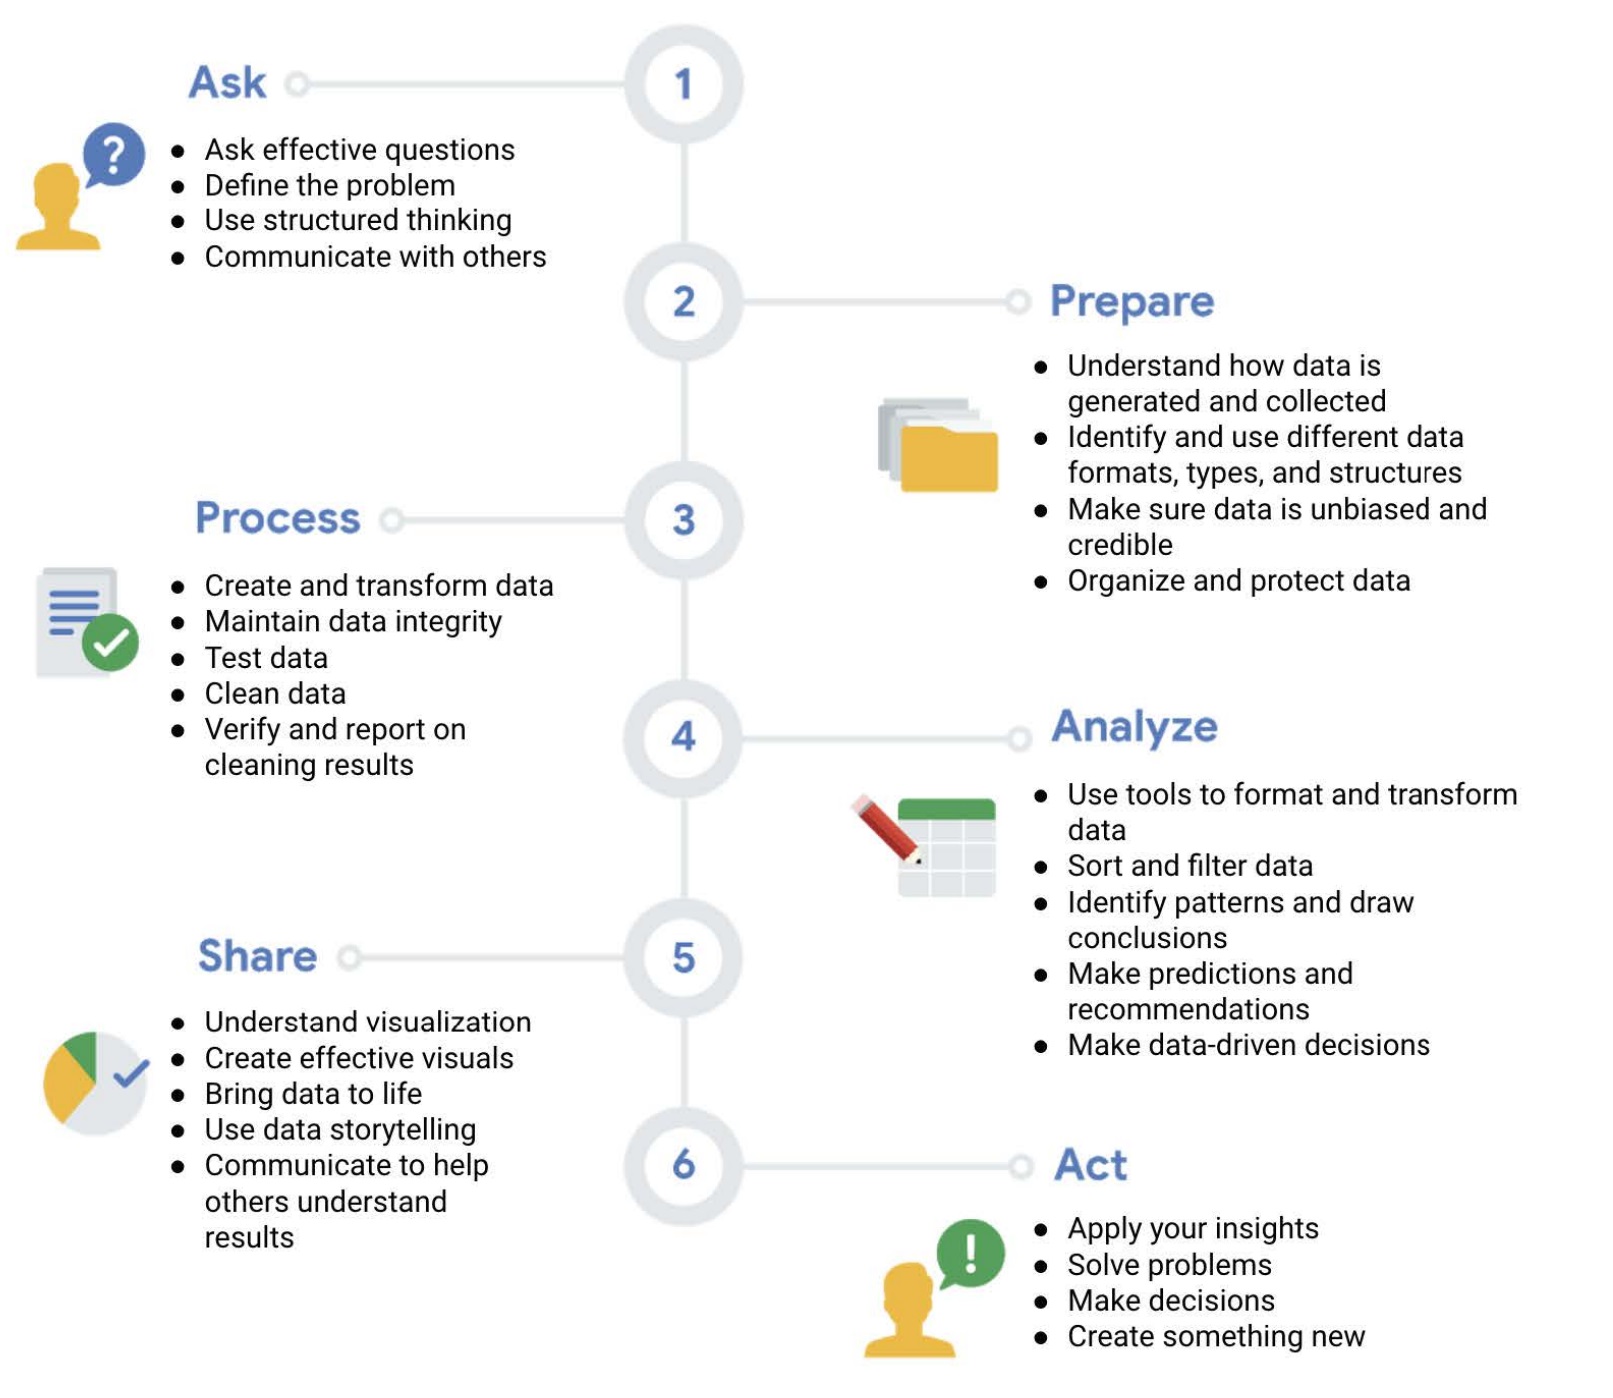 1
Ask
?
● Ask effective questions
● Define the problem
● Use structured thinking
● Communicate with others
2
Prepare
● Understand how data is
generated and collected
● Identify and use different data
formats, types, and structures
● Make sure data is unbiased and
credible
● Organize and protect data
3
Process
● Create and transform data
● Maintain data integrity
● Test data
● Clean data
● Verify and report on
cleaning results
4
Analyze
● Use tools to format and transform
data
● Sort and filter data
● Identify patterns and draw
conclusions
● Make predictions and
recommendations
● Make data-driven decisions
5
Share
● Understand visualization
● Create effective visuals
● Bring data to life
● Use data storytelling
● Communicate to help
others understand
results
6
Act
!
● Apply your insights
● Solve problems
● Make decisions
● Create something new